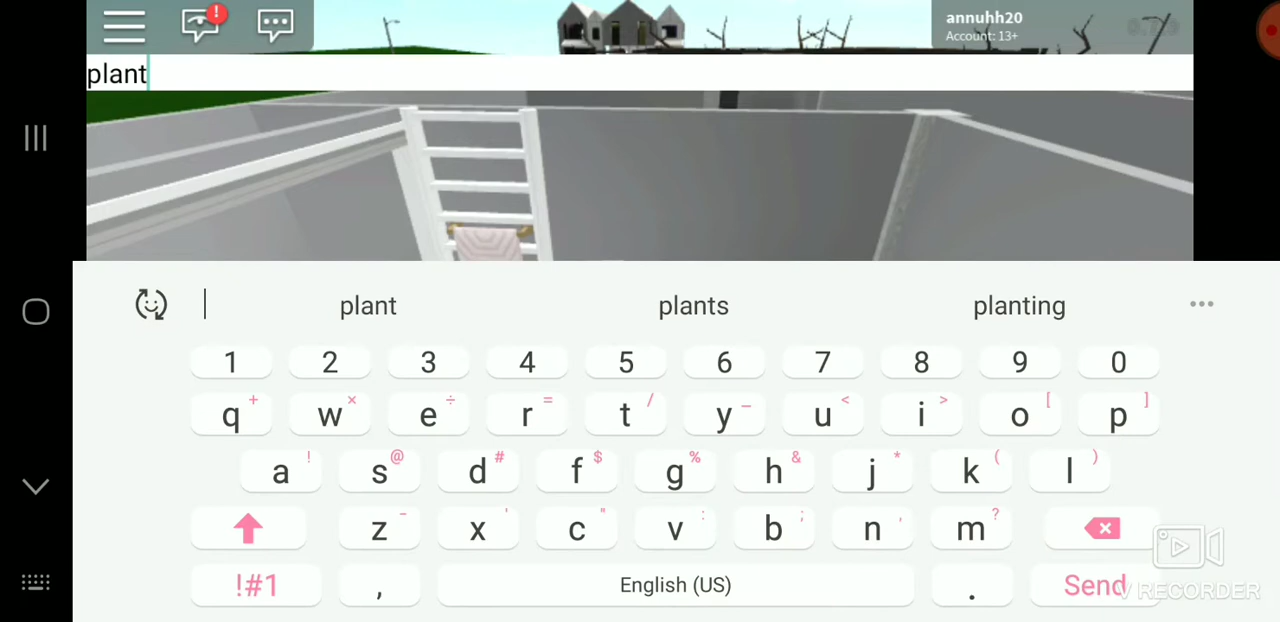 !
annuhh20
Account: 13+
plant
plant plants planting
1 2 3 4 5 6 7 8 9 0
q + w × e ÷ r = t / y _ u < i > o [ p ]
a ! s @ d # f $ g % h & j * k ( l )
z - x ' c " v : b ; n , m ?
!#1 , English (US) . Send
V RECORDER